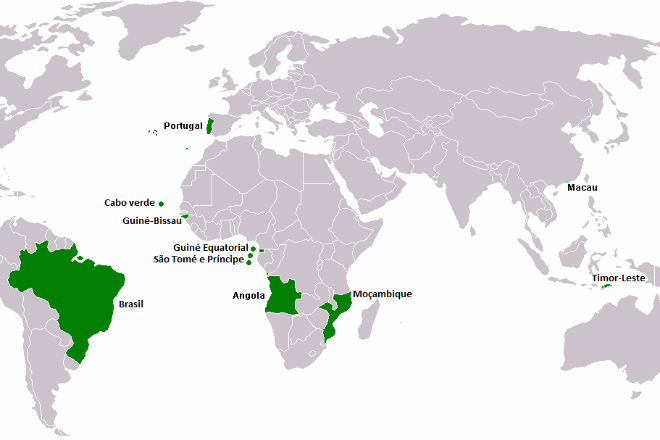 Portugal
Macau
Cabo verde
Guiné-Bissau
Guiné Equatorial
São Tomé e Príncipe
Timor-Leste
Angola
Moçambique
Brasil